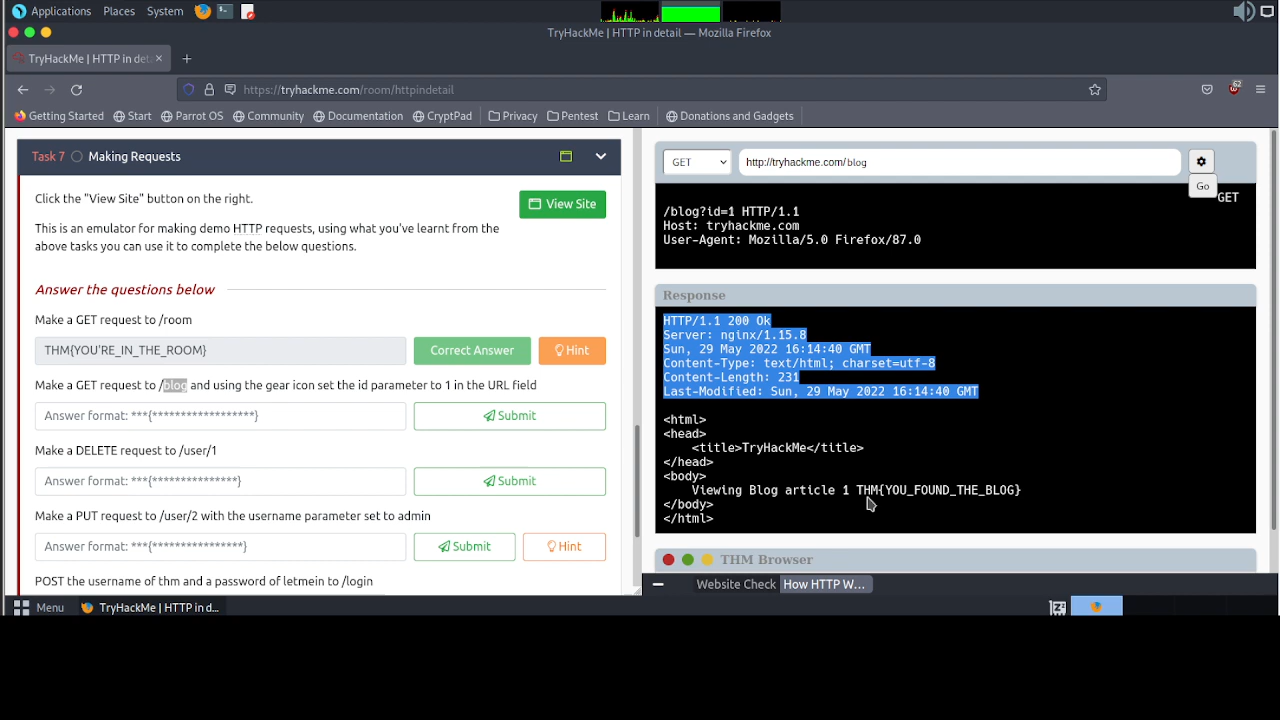 Applications Places System
TryHackMe | HTTP in detail — Mozilla Firefox
TryHackMe | HTTP in deta × +
https://tryhackme.com/room/httpindetail
62
Getting Started Start Parrot OS Community Documentation CryptPad Privacy Pentest Learn Donations and Gadgets
Task 7 Making Requests
Click the "View Site" button on the right.
View Site
This is an emulator for making demo HTTP requests, using what you've learnt from the
above tasks you can use it to complete the below questions.
Answer the questions below
Make a GET request to /room
THM{YOU'RE_IN_THE_ROOM} Correct Answer Hint
Make a GET request to /blog and using the gear icon set the id parameter to 1 in the URL field
Answer format: ***{******************} Submit
Make a DELETE request to /user/1
Answer format: ***{***************} Submit
Make a PUT request to /user/2 with the username parameter set to admin
Answer format: ***{****************} Submit Hint
POST the username of thm and a password of letmein to /login
GET http://tryhackme.com/blog
Go
GET
/blog?id=1 HTTP/1.1
Host: tryhackme.com
User-Agent: Mozilla/5.0 Firefox/87.0
Response
HTTP/1.1 200 Ok
Server: nginx/1.15.8
Sun, 29 May 2022 16:14:40 GMT
Content-Type: text/html; charset=utf-8
Content-Length: 231
Last-Modified: Sun, 29 May 2022 16:14:40 GMT
<html>
<head>
<title>TryHackMe</title>
</head>
<body>
Viewing Blog article 1 THM{YOU_FOUND_THE_BLOG}
</body>
</html>
THM Browser
Website Check How HTTP W...
Menu TryHackMe | HTTP in d...